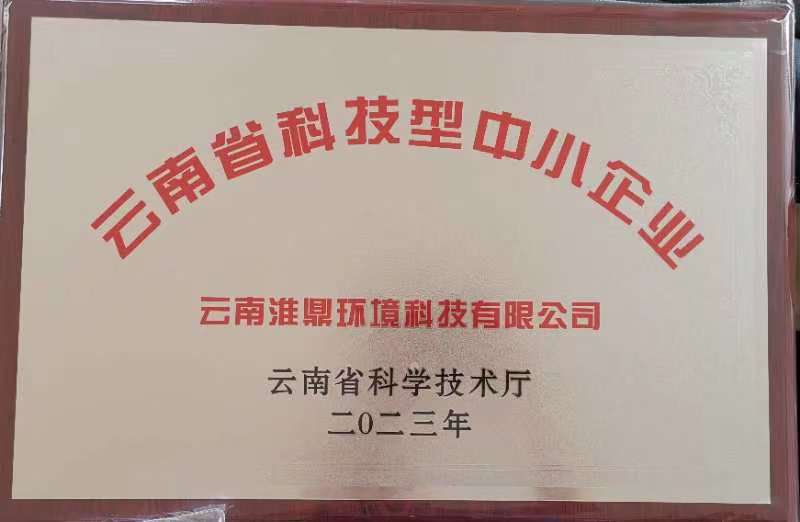 云南省科技型中小企业
云南淮鼎环境科技有限公司
云南省科学技术厅
二0二三年